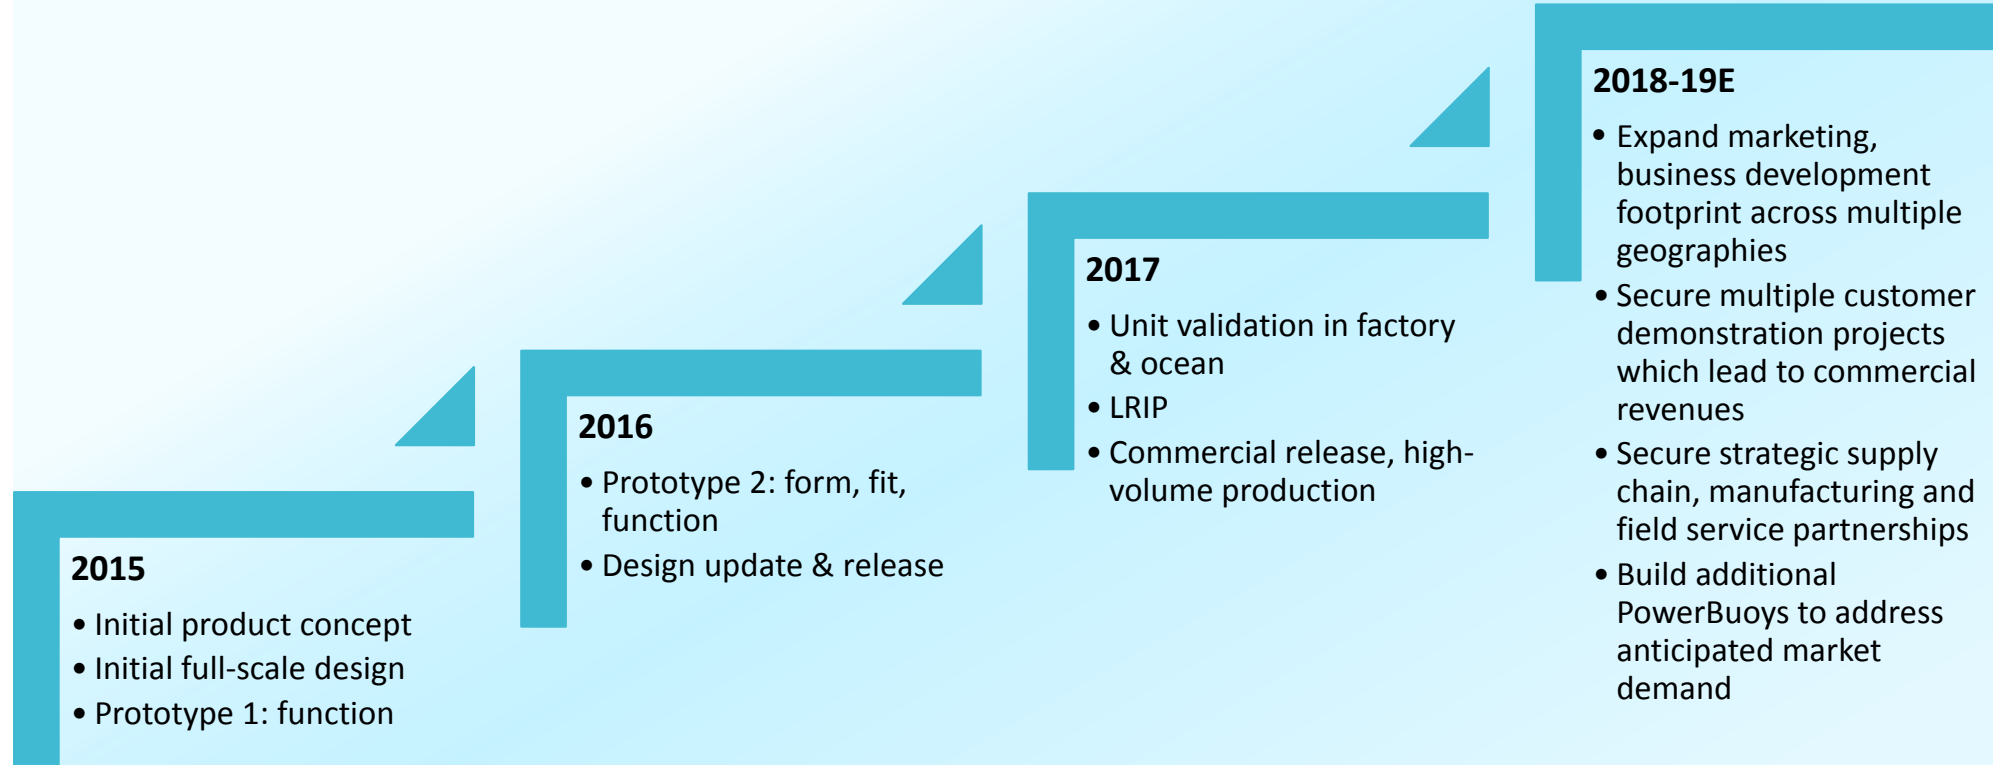 2015
• Initial product concept
• Initial full-scale design
• Prototype 1: function
2016
• Prototype 2: form, fit,
function
• Design update & release
2017
• Unit validation in factory
& ocean
• LRIP
• Commercial release, high-
volume production
2018-19E
• Expand marketing,
business development
footprint across multiple
geographies
• Secure multiple customer
demonstration projects
which lead to commercial
revenues
• Secure strategic supply
chain, manufacturing and
field service partnerships
• Build additional
PowerBuoys to address
anticipated market
demand